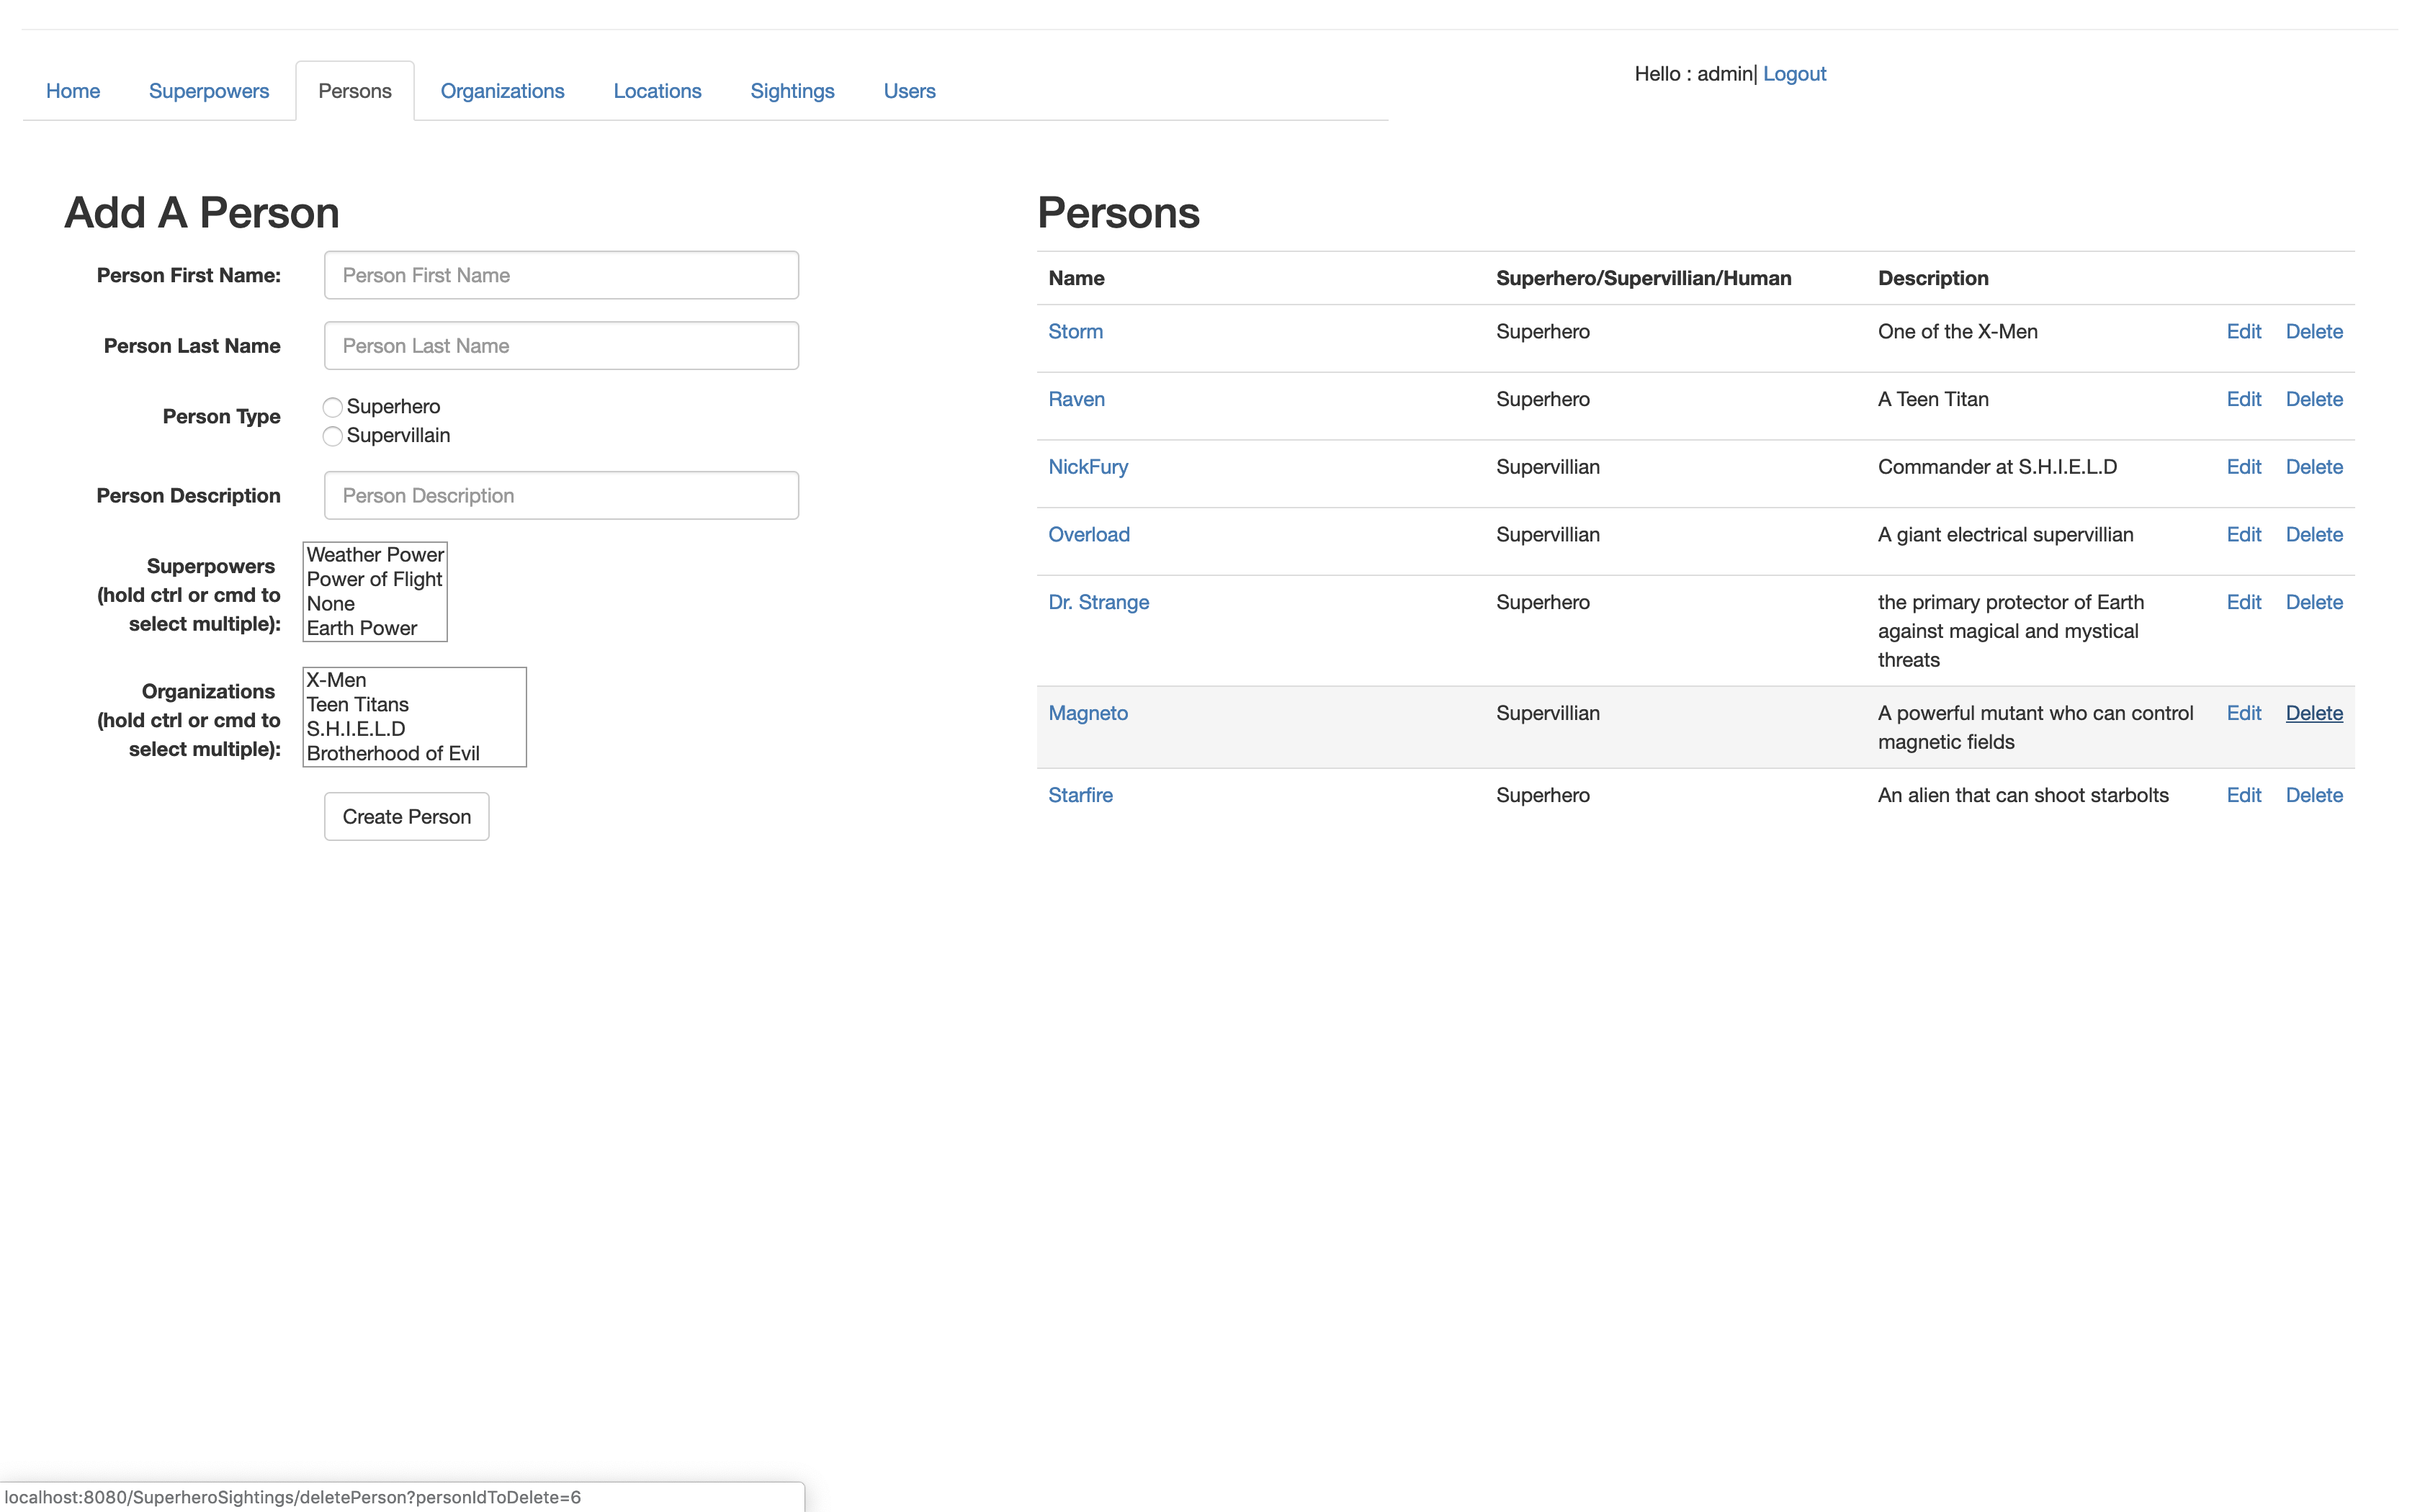 Home Superpowers Persons Organizations Locations Sightings Users
Hello : admin| Logout
Add A Person
Person First Name: Person First Name
Person Last Name Person Last Name
Person Type Superhero
Supervillain
Person Description Person Description
Superpowers
(hold ctrl or cmd to
select multiple):
Weather Power
Power of Flight
None
Earth Power
Organizations
(hold ctrl or cmd to
select multiple):
X-Men
Teen Titans
S.H.I.E.L.D
Brotherhood of Evil
Create Person
Persons
Name Superhero/Supervillian/Human Description
Storm Superhero One of the X-Men Edit Delete
Raven Superhero A Teen Titan Edit Delete
NickFury Supervillian Commander at S.H.I.E.L.D Edit Delete
Overload Supervillian A giant electrical supervillian Edit Delete
Dr. Strange Superhero the primary protector of Earth Edit Delete
against magical and mystical
threats
Magneto Supervillian A powerful mutant who can control Edit Delete
magnetic fields
Starfire Superhero An alien that can shoot starbolts Edit Delete
localhost:8080/SuperheroSightings/deletePerson?personIdToDelete=6